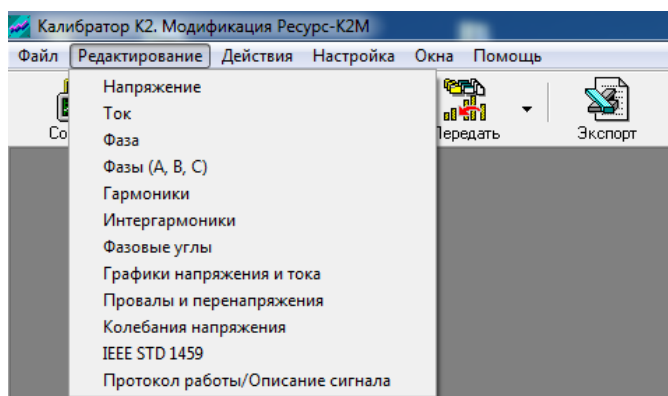 Калибратор К2. Модификация Ресурс-К2М
Файл Редактирование Действия Настройка Окна Помощь
Напряжение
Ток
Фаза
Фазы (A, B, C)
Гармоники
Интергармоники
Фазовые углы
Графики напряжения и тока
Провалы и перенапряжения
Колебания напряжения
IEEE STD 1459
Протокол работы/Описание сигнала
Передать Экспорт